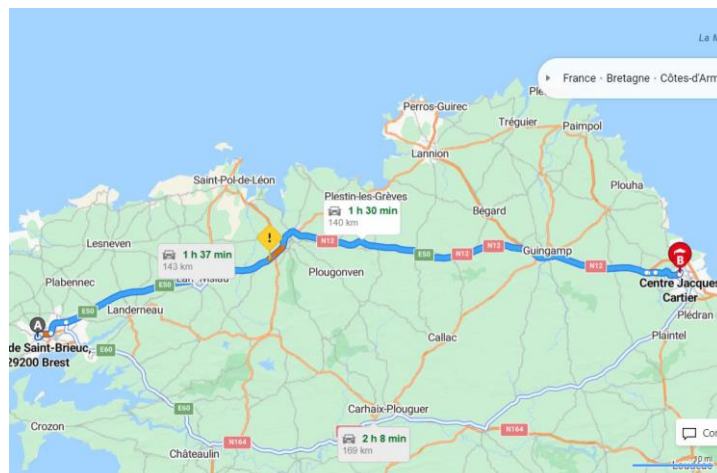 La M
France - Bretagne - Côtes-d'Arm
Perros-Guirec
Tréguier
Paimpol
Lannion
Saint-Pol-de-Léon
Plestin-les-Grèves
Plouha
1 h 30 min
140 km
Bégard
Lesneven
!
N12
E50
N12
N12
Guingamp
1 h 37 min
143 km
N12
B
Plabennec
Plougonven
Centre Jacques
Cartier
E50
Landerneau
Plédran
A
Callac
Plaintel
de Saint-Brieuc,
29200 Brest
E60
Carhaix-Plouguer
Crozon
N164
2 h 8 min
169 km
N164
Châteaulin
Con
10 mi